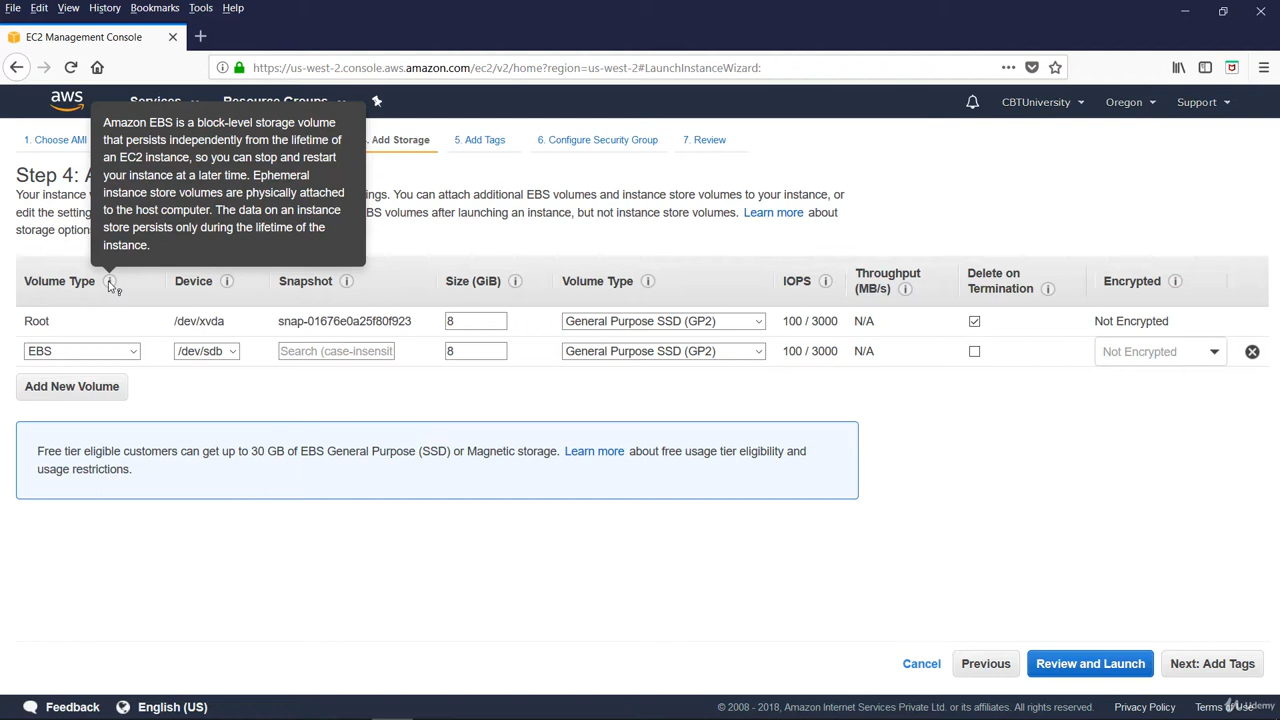 File Edit View History Bookmarks Tools Help
EC2 Management Console
https://us-west-2.console.aws.amazon.com/ec2/v2/home?region=us-west-2#LaunchInstanceWizard:
aws Services Resource Groups CBTUniversity Oregon Support
1. Choose AMI Add Storage 5. Add Tags 6. Configure Security Group 7. Review
Amazon EBS is a block-level storage volume
that persists independently from the lifetime of
an EC2 instance, so you can stop and restart
your instance at a later time. Ephemeral
instance store volumes are physically attached
to the host computer. The data on an instance
store persists only during the lifetime of the
instance.
Step 4:
Your instance ings. You can attach additional EBS volumes and instance store volumes to your instance, or
edit the settin BS volumes after launching an instance, but not instance store volumes. Learn more about
storage option
Volume Type Device Snapshot Size (GiB) Volume Type IOPS Throughput (MB/s) Delete on Termination Encrypted
Root /dev/xvda snap-01676e0a25f80f923 8 General Purpose SSD (GP2) 100 / 3000 N/A Not Encrypted
EBS /dev/sdb Search (case-insensit 8 General Purpose SSD (GP2) 100 / 3000 N/A Not Encrypted
Add New Volume
Free tier eligible customers can get up to 30 GB of EBS General Purpose (SSD) or Magnetic storage. Learn more about free usage tier eligibility and
usage restrictions.
Cancel Previous Review and Launch Next: Add Tags
Feedback English (US) © 2008 - 2018, Amazon Internet Services Private Ltd. or its affiliates. All rights reserved. Privacy Policy Terms of Use
Udemy